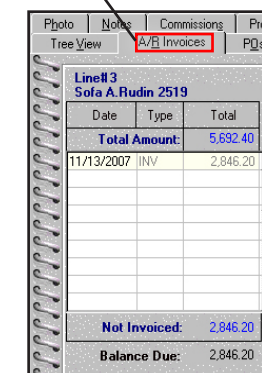 Photo Notes Commissions Pr
Tree View A/R Invoices POs
Line#3
Sofa A.Rudin 2519
Date Type Total
Total Amount: 5,692.40
11/13/2007 INV 2,846.20
Not Invoiced: 2,846.20
Balance Due: 2,846.20